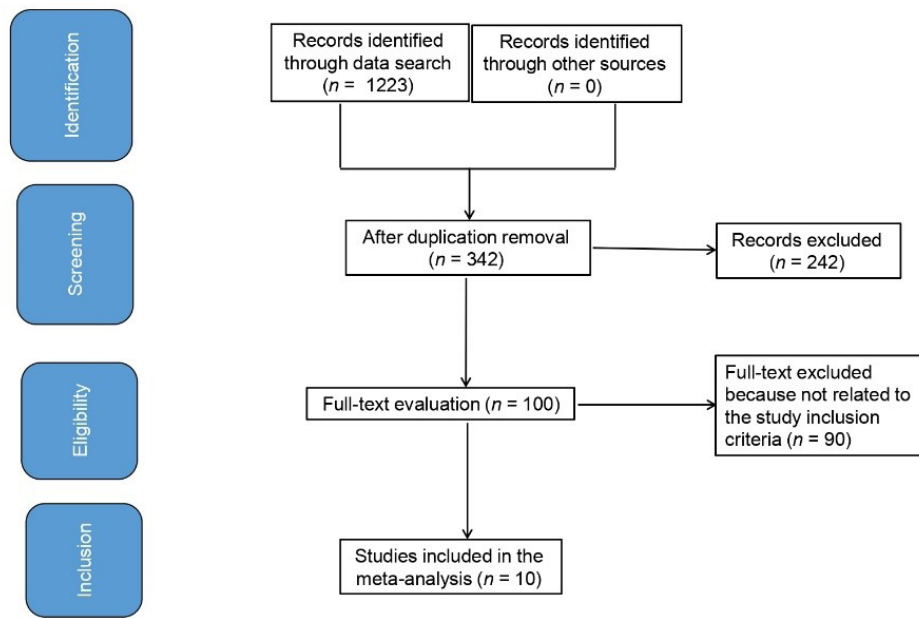 Identification
Records identified
through data search
(n = 1223)
Records identified
through other sources
(n = 0)
Screening
After duplication removal
(n = 342)
Records excluded
(n = 242)
Eligibility
Full-text evaluation (n = 100)
Full-text excluded
because not related to
the study inclusion
criteria (n = 90)
Inclusion
Studies included in the
meta-analysis (n = 10)